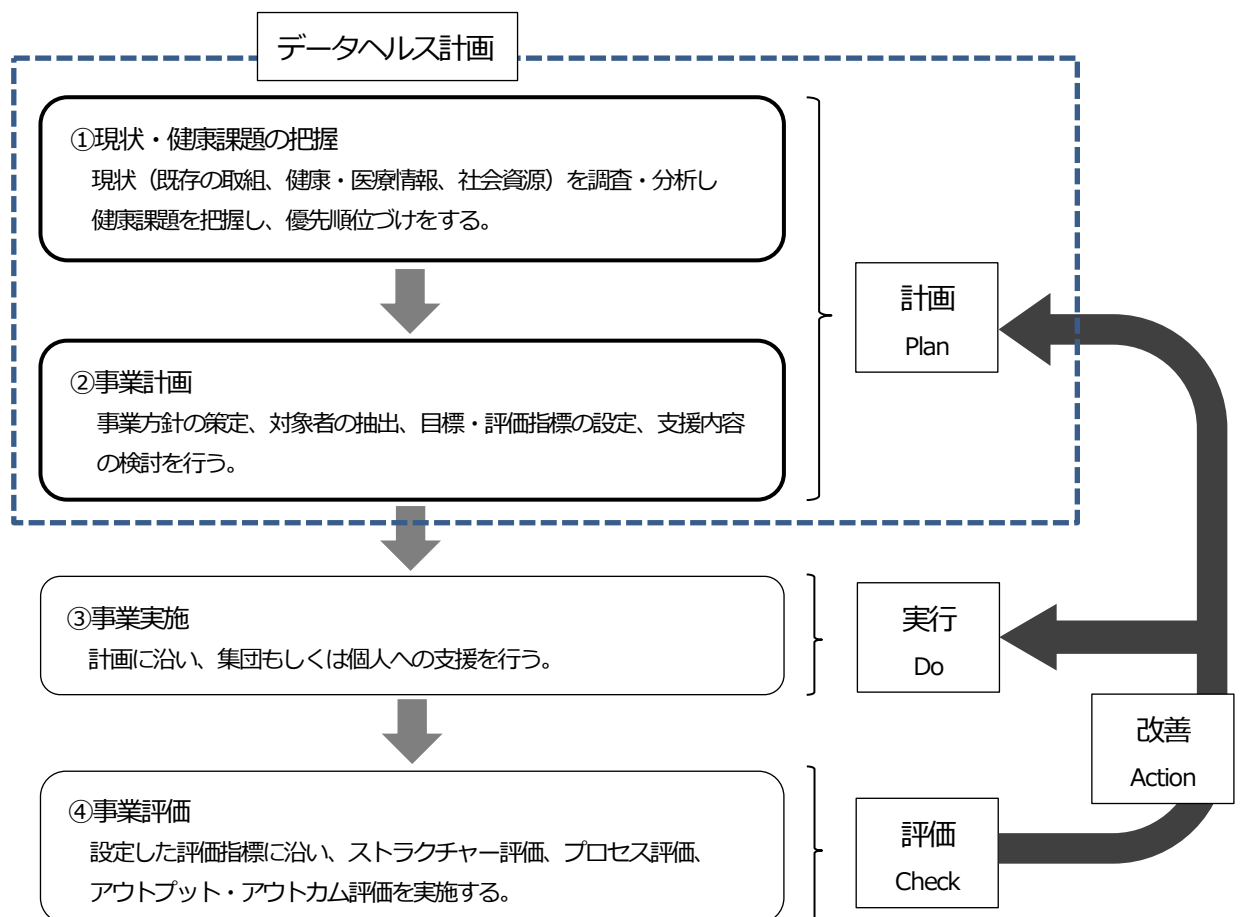 データヘルス計画
①現状・健康課題の把握
現状（既存の取組、健康・医療情報、社会資源）を調査・分析し
健康課題を把握し、優先順位づけをする。
計画
Plan
②事業計画
事業方針の策定、対象者の抽出、目標・評価指標の設定、支援内容
の検討を行う。
③事業実施
計画に沿い、集団もしくは個人への支援を行う。
実行
Do
改善
Action
④事業評価
設定した評価指標に沿い、ストラクチャー評価、プロセス評価、
アウトプット・アウトカム評価を実施する。
評価
Check